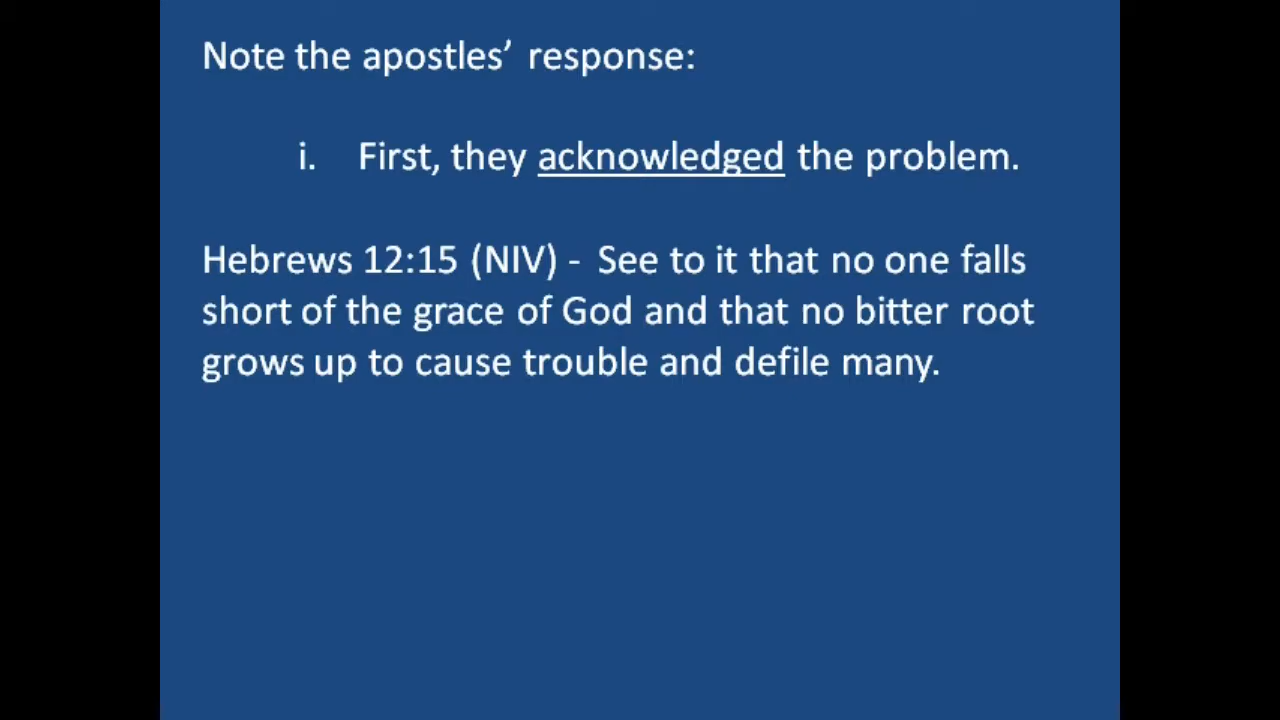 Note the apostles’ response:
i. First, they acknowledged the problem.
Hebrews 12:15 (NIV) - See to it that no one falls
short of the grace of God and that no bitter root
grows up to cause trouble and defile many.